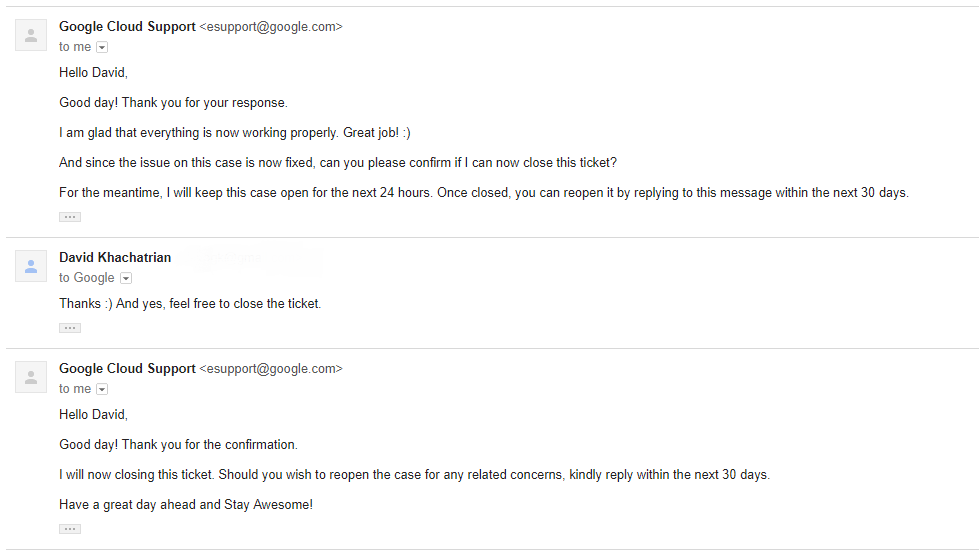 Google Cloud Support <esupport@google.com>
to me
Hello David,
Good day! Thank you for your response.
I am glad that everything is now working properly. Great job! :)
And since the issue on this case is now fixed, can you please confirm if I can now close this ticket?
For the meantime, I will keep this case open for the next 24 hours. Once closed, you can reopen it by replying to this message within the next 30 days.
...
David Khachatrian
to Google
Thanks :) And yes, feel free to close the ticket.
...
Google Cloud Support <esupport@google.com>
to me
Hello David,
Good day! Thank you for the confirmation.
I will now closing this ticket. Should you wish to reopen the case for any related concerns, kindly reply within the next 30 days.
Have a great day ahead and Stay Awesome!
...